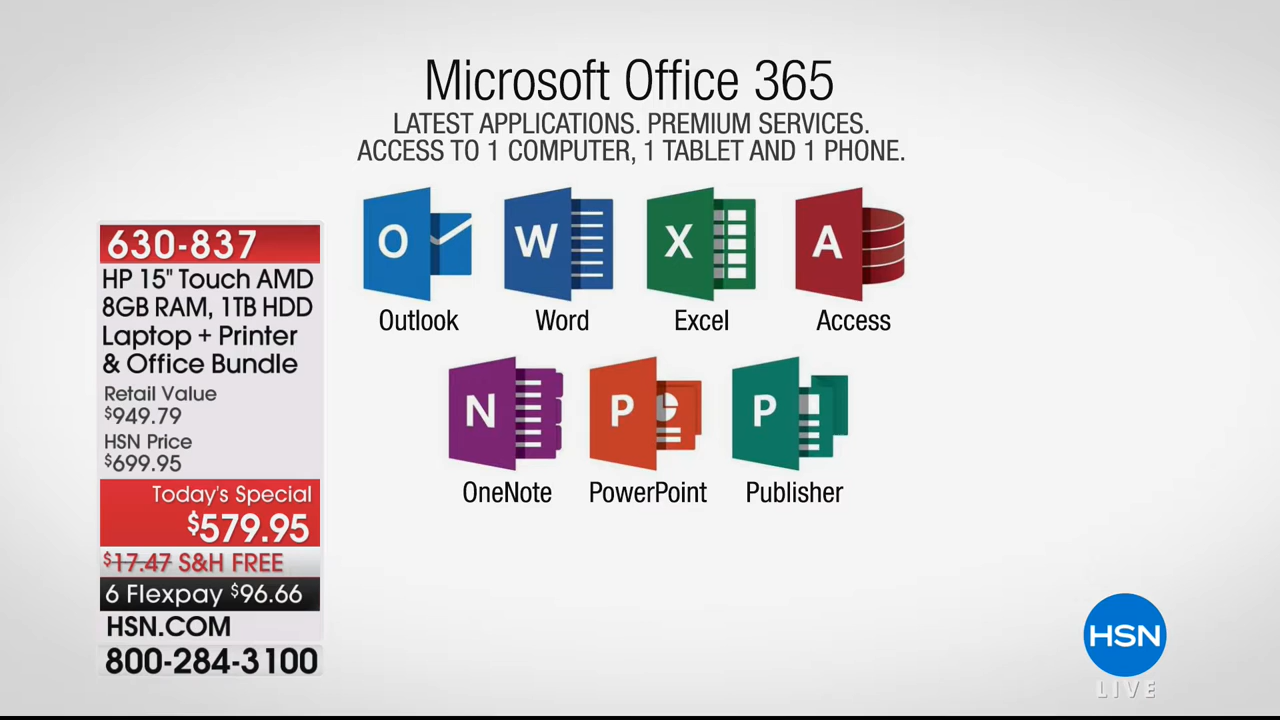 Microsoft Office 365
LATEST APPLICATIONS. PREMIUM SERVICES.
ACCESS TO 1 COMPUTER, 1 TABLET AND 1 PHONE.
O
W
X
A
Outlook
Word
Excel
Access
N
P
P
OneNote
PowerPoint
Publisher
630-837
HP 15" Touch AMD
8GB RAM, 1TB HDD
Laptop + Printer
& Office Bundle
Retail Value
$949.79
HSN Price
$699.95
Today's Special
$579.95
$17.47 S&H FREE
6 Flexpay $96.66
HSN.COM
800-284-3100
HSN
LIVE